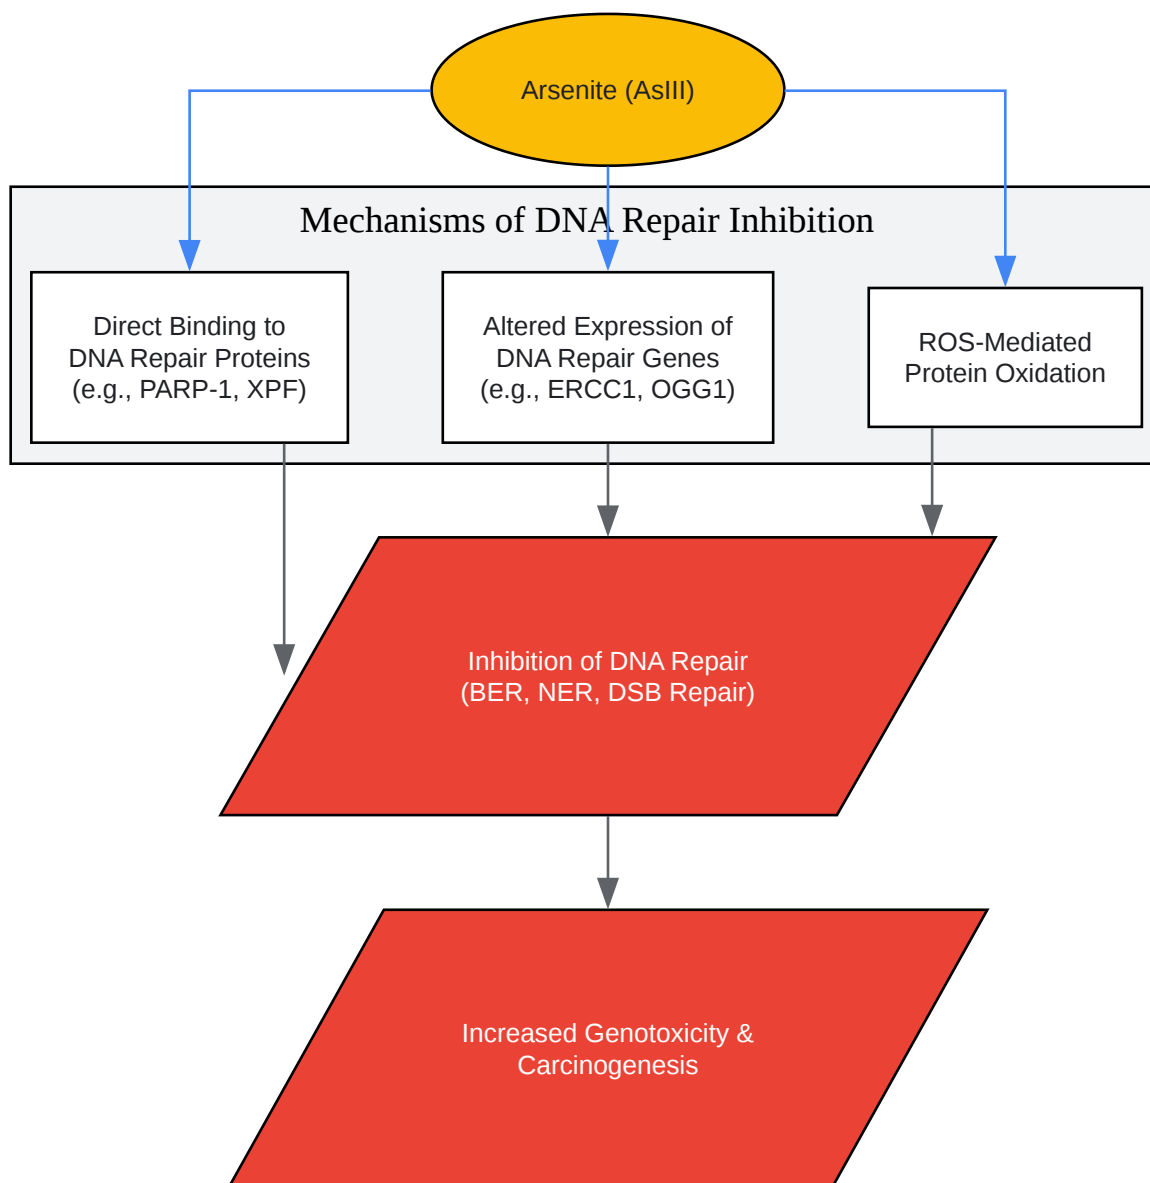 Arsenite (AsIII)
Mechanisms of DNA Repair Inhibition
Direct Binding to
DNA Repair Proteins
(e.g., PARP-1, XPF)
Altered Expression of
DNA Repair Genes
(e.g., ERCC1, OGG1)
ROS-Mediated
Protein Oxidation
Inhibition of DNA Repair
(BER, NER, DSB Repair)
Increased Genotoxicity &
Carcinogenesis